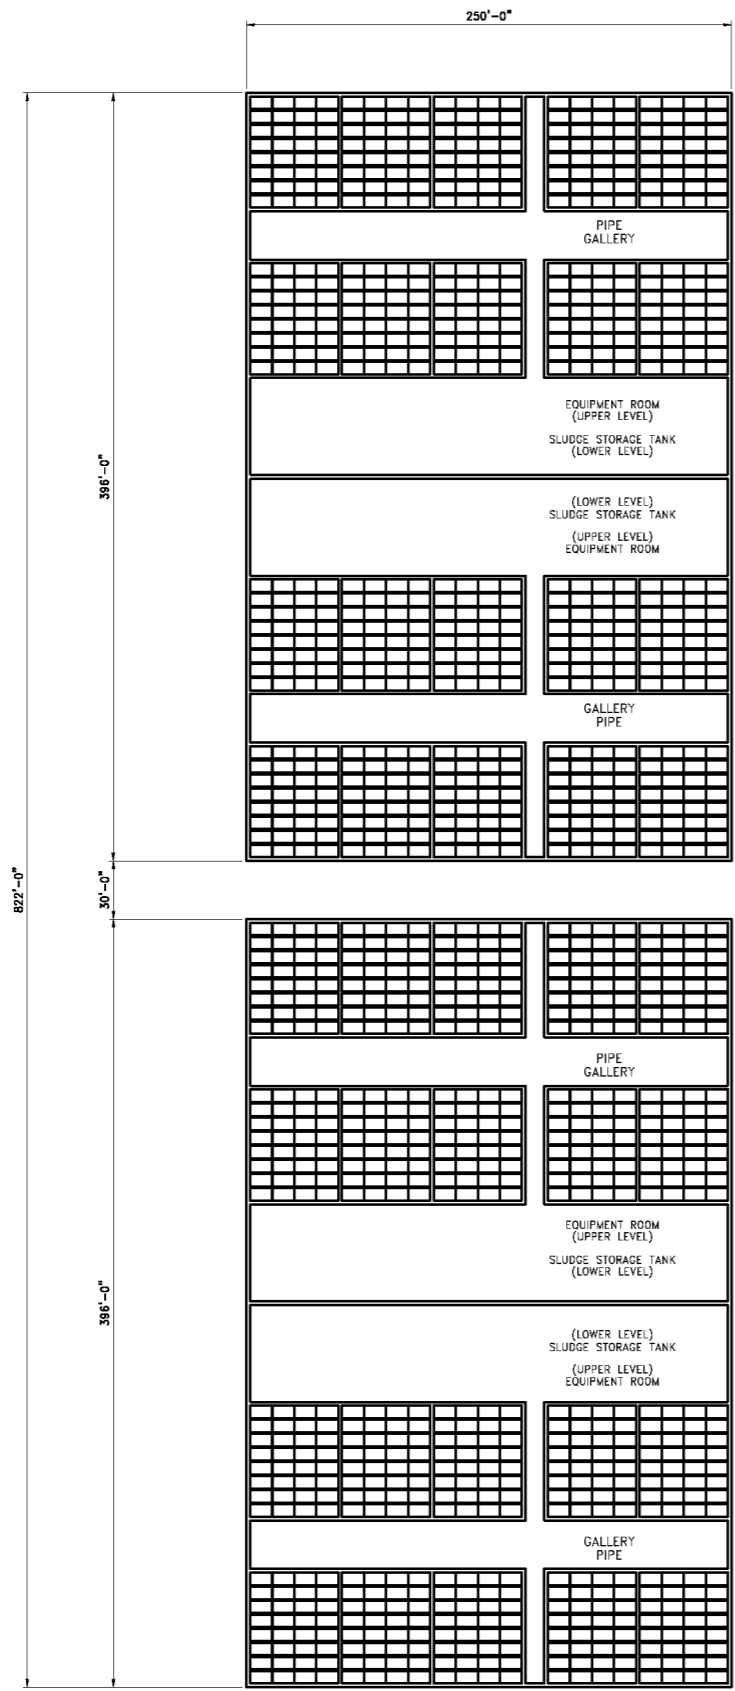 250'-0"
PIPE
GALLERY
EQUIPMENT ROOM
(UPPER LEVEL)
SLUDGE STORAGE TANK
(LOWER LEVEL)
396'-0"
(LOWER LEVEL)
SLUDGE STORAGE TANK
(UPPER LEVEL)
EQUIPMENT ROOM
GALLERY
PIPE
822'-0"
30'-0"
PIPE
GALLERY
EQUIPMENT ROOM
(UPPER LEVEL)
SLUDGE STORAGE TANK
(LOWER LEVEL)
396'-0"
(LOWER LEVEL)
SLUDGE STORAGE TANK
(UPPER LEVEL)
EQUIPMENT ROOM
GALLERY
PIPE